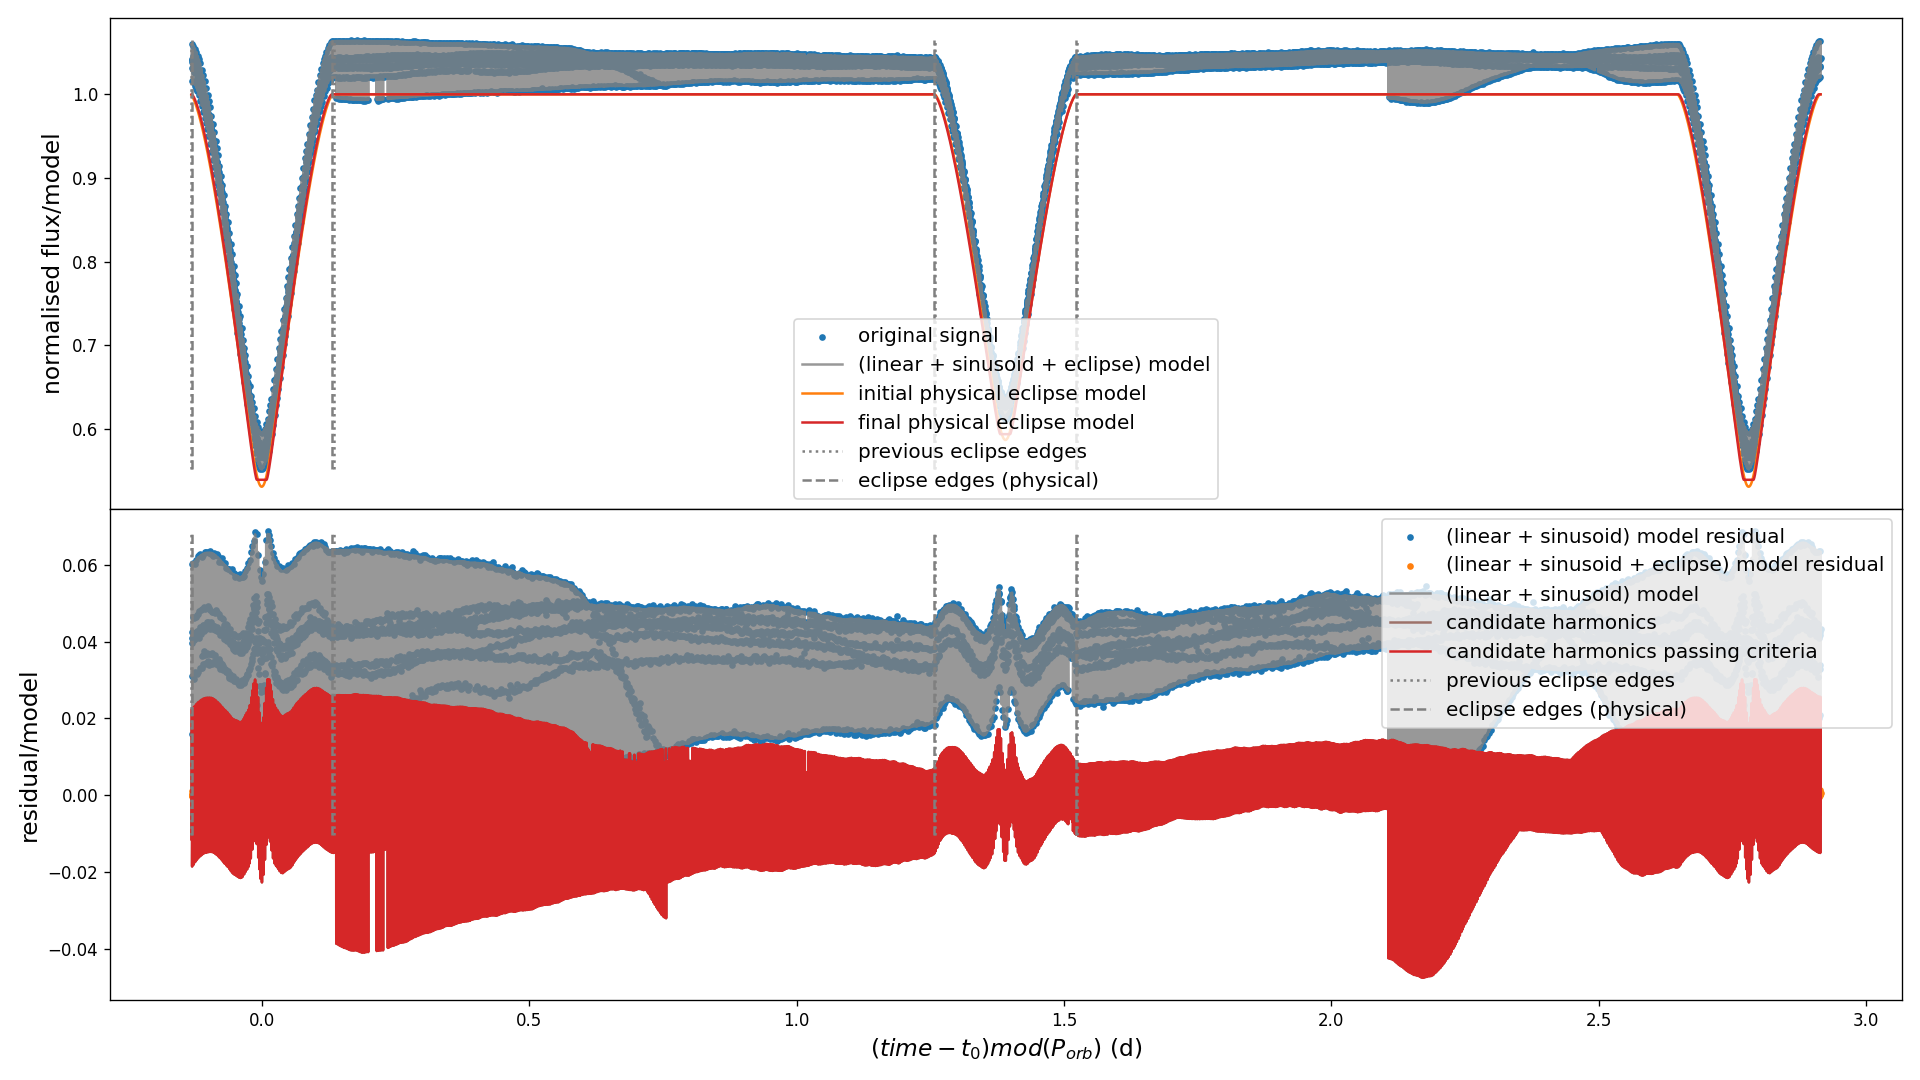 normalised flux/model
1.0
0.9
0.8
0.7
0.6
original signal
(linear + sinusoid + eclipse) model
initial physical eclipse model
final physical eclipse model
previous eclipse edges
eclipse edges (physical)
residual/model
0.06
0.04
0.02
0.00
−0.02
−0.04
(linear + sinusoid) model residual
(linear + sinusoid + eclipse) model residual
(linear + sinusoid) model
candidate harmonics
candidate harmonics passing criteria
previous eclipse edges
eclipse edges (physical)
0.0 0.5 1.0 1.5 2.0 2.5 3.0
(time − t₀)mod(Pₒᵣᵦ) (d)